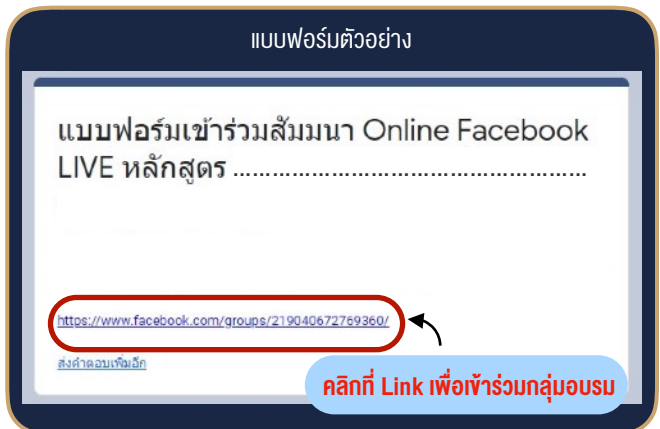 แบบฟอร์มตัวอย่าง
แบบฟอร์มเข้าร่วมสัมมนา Online Facebook
LIVE หลักสูตร ......................................................
https://www.facebook.com/groups/219040672769360/
ส่งคำตอบเพิ่มอีก
คลิกที่ Link เพื่อเข้าร่วมกลุ่มอบรม